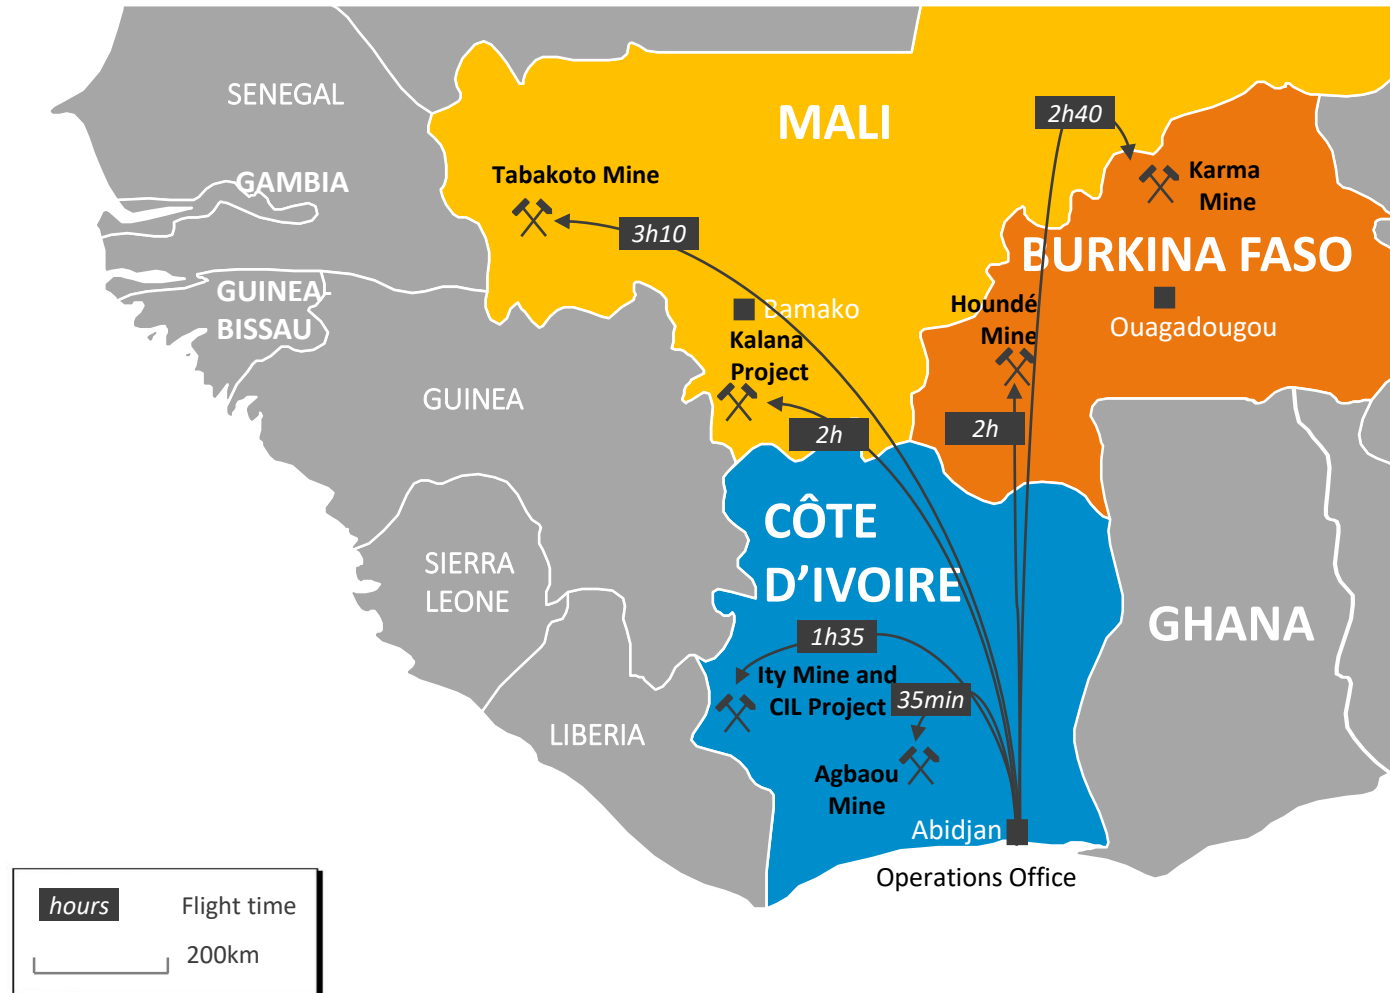 SENEGAL
MALI
2h40
Tabakoto Mine
Karma
Mine
GAMBIA
3h10
BURKINA FASO
GUINEA-
BISSAU
Bamako
Houndé
Mine
Ouagadougou
Kalana
Project
GUINEA
2h
2h
CÔTE
D’IVOIRE
SIERRA
LEONE
GHANA
1h35
Ity Mine and
CIL Project
35min
LIBERIA
Agbaou
Mine
Abidjan
Operations Office
hours
Flight time
200km